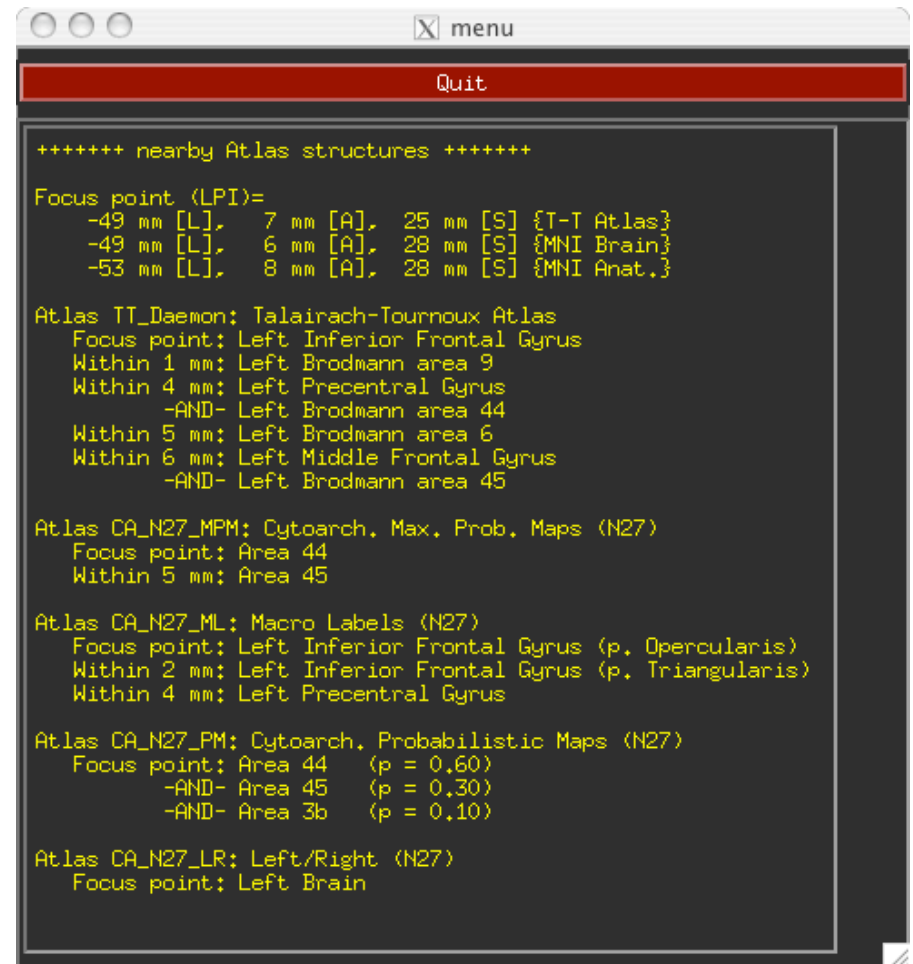 X menu
Quit
+++++++ nearby Atlas structures +++++++
Focus point (LPI)=
-49 mm [L], 7 mm [A], 25 mm [S] {T-T Atlas}
-49 mm [L], 6 mm [A], 28 mm [S] {MNI Brain}
-53 mm [L], 8 mm [A], 28 mm [S] {MNI Anat.}
Atlas TT_Daemon: Talairach-Tournoux Atlas
Focus point: Left Inferior Frontal Gyrus
Within 1 mm: Left Brodmann area 9
Within 4 mm: Left Precentral Gyrus
-AND- Left Brodmann area 44
Within 5 mm: Left Brodmann area 6
Within 6 mm: Left Middle Frontal Gyrus
-AND- Left Brodmann area 45
Atlas CA_N27_MPM: Cytoarch. Max. Prob. Maps (N27)
Focus point: Area 44
Within 5 mm: Area 45
Atlas CA_N27_ML: Macro Labels (N27)
Focus point: Left Inferior Frontal Gyrus (p. Opercularis)
Within 2 mm: Left Inferior Frontal Gyrus (p. Triangularis)
Within 4 mm: Left Precentral Gyrus
Atlas CA_N27_PM: Cytoarch. Probabilistic Maps (N27)
Focus point: Area 44 (p = 0.60)
-AND- Area 45 (p = 0.30)
-AND- Area 3b (p = 0.10)
Atlas CA_N27_LR: Left/Right (N27)
Focus point: Left Brain